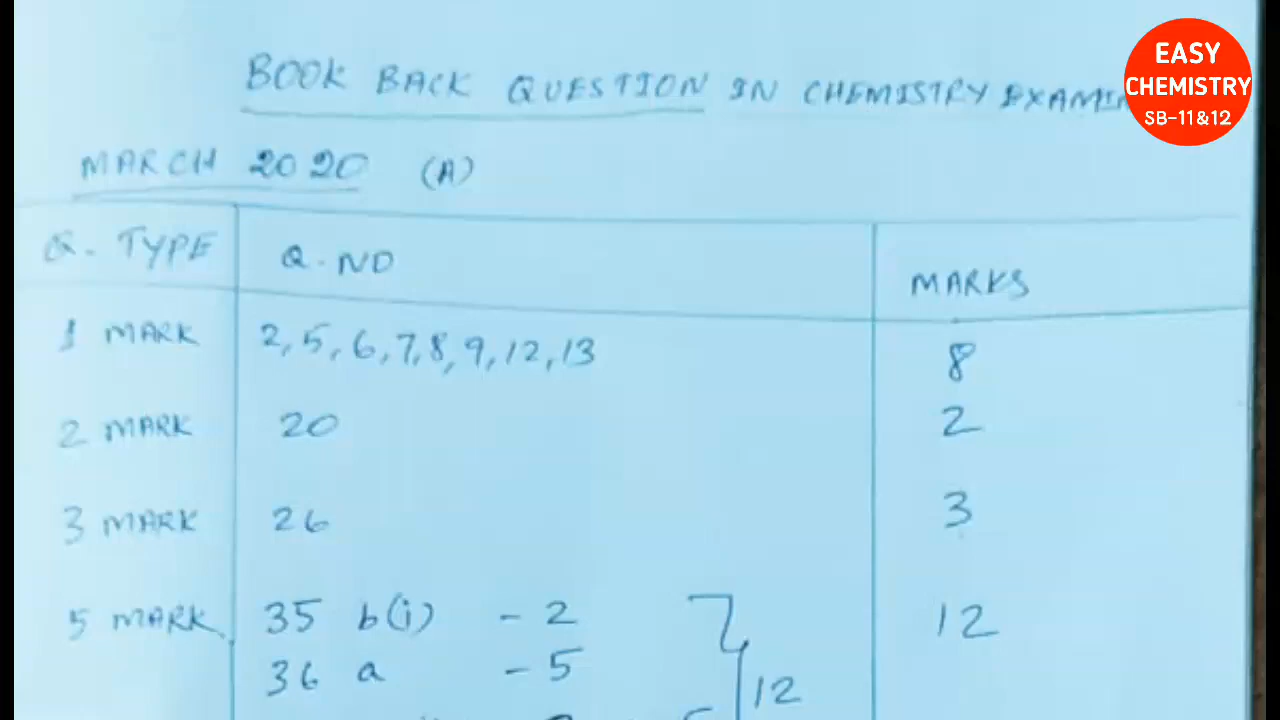 BOOK BACK QUESTION IN CHEMISTRY
EASY
CHEMISTRY
SB-11&12
MARCH 2020 (A)
Q. TYPE Q. NO MARKS
1 MARK 2, 5, 6, 7, 8, 9, 12, 13 8
2 MARK 20 2
3 MARK 26 3
5 MARK 35 b(i) - 2 12
36 a - 5 12